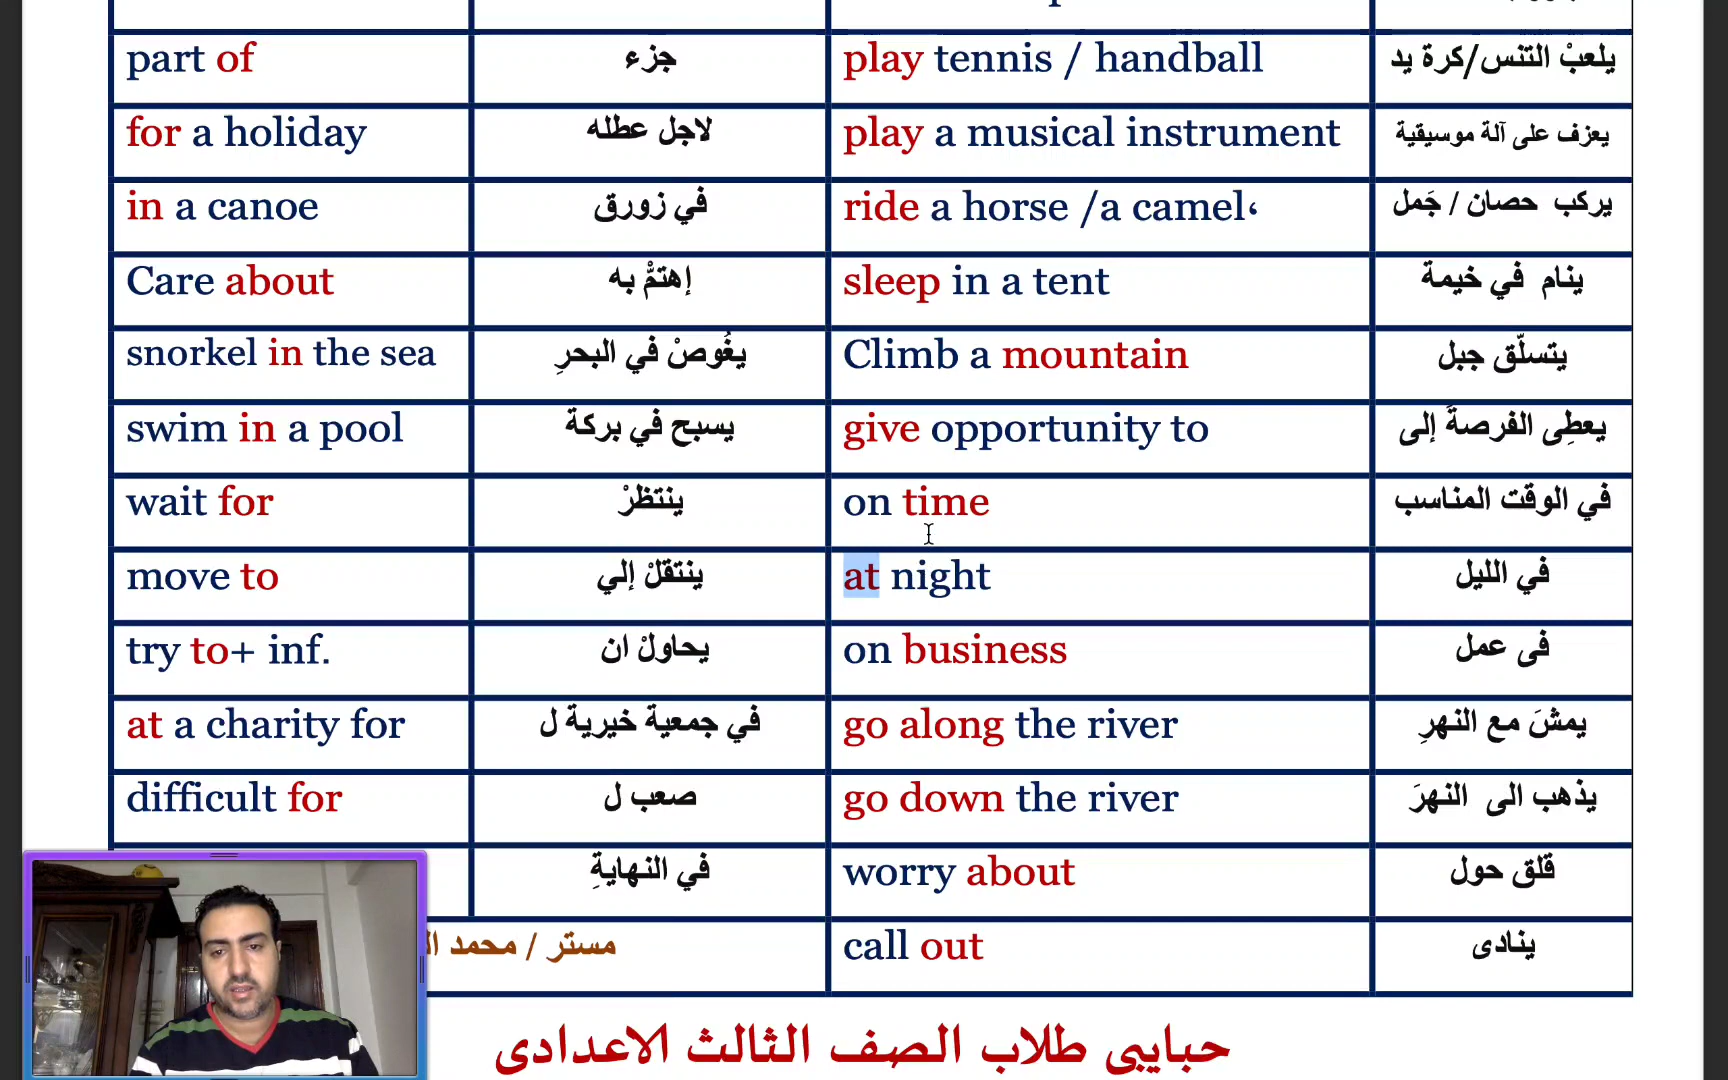 part of جزء play tennis / handball يلعبْ التنس/كرة يد
for a holiday لاجل عطله play a musical instrument يعزف على آلة موسيقية
in a canoe في زورق ride a horse /a camel، يركب حصان / جَمل
Care about إهتمُّ به sleep in a tent ينام في خيمة
snorkel in the sea يغُوصْ في البحرِ Climb a mountain يتسلّق جبل
swim in a pool يسبح في بركة give opportunity to يعطِى الفرصةَ إلى
wait for ينتظرْ on time في الوقت المناسب
move to ينتقلْ إلي at night في الليل
try to+ inf. يحاولْ ان on business فى عمل
at a charity for في جمعية خيرية ل go along the river يمشَ مع النهرِ
difficult for صعب ل go down the river يذهب الى النهرَ
في النهايةِ worry about قلق حول
مستر / محمد call out ينادى
حبايبى طلاب الصف الثالث الاعدادى